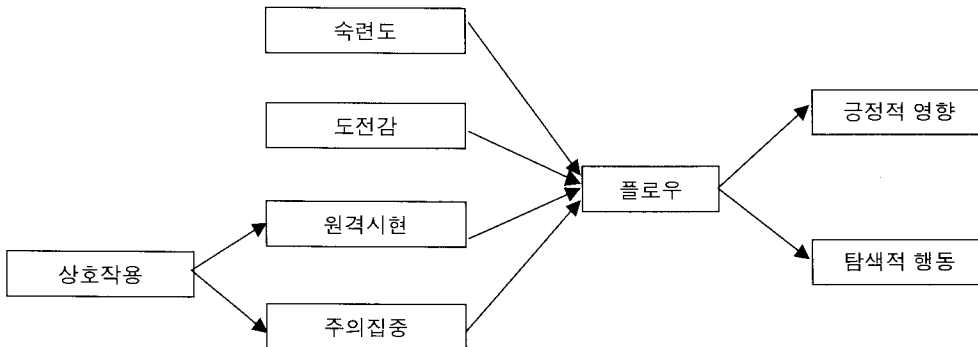 숙련도
도전감
원격시현
주의집중
상호작용
플로우
긍정적 영향
탐색적 행동